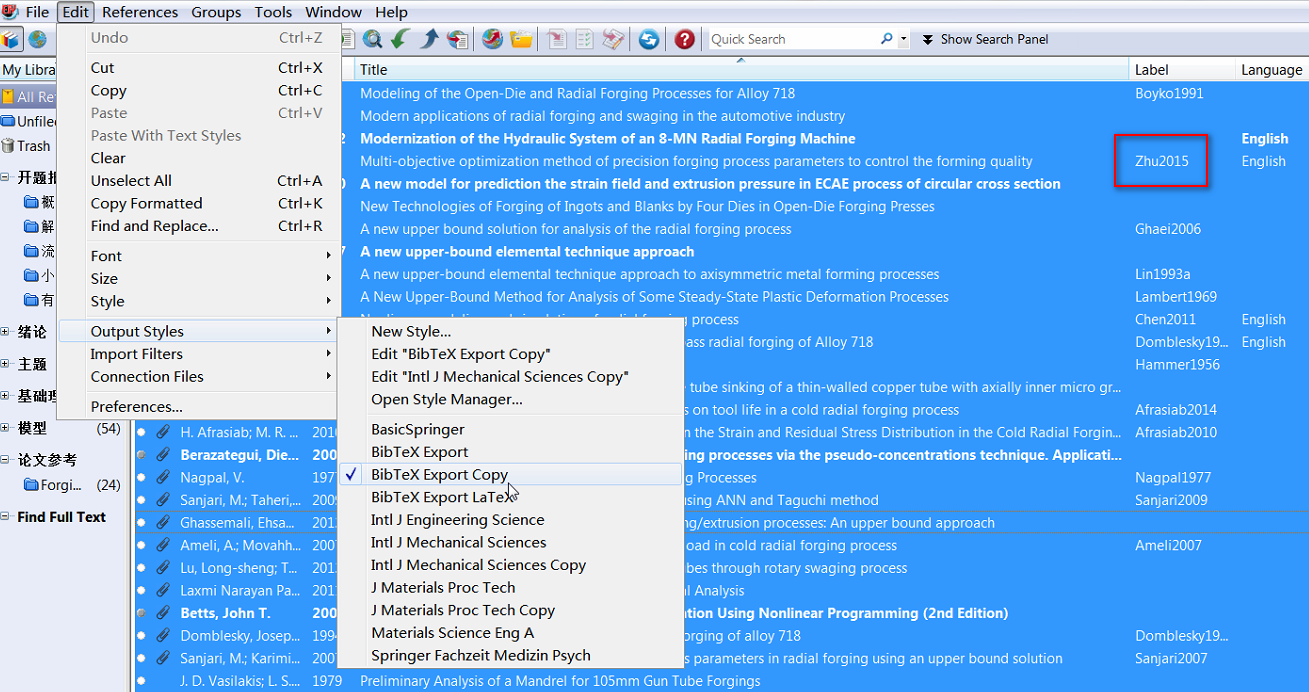 File Edit References Groups Tools Window Help
Undo Ctrl+Z
Cut Ctrl+X
Copy Ctrl+C
Paste Ctrl+V
Paste With Text Styles
Clear
Unselect All Ctrl+A
Copy Formatted Ctrl+K
Find and Replace... Ctrl+R
Font
Size
Style
Output Styles
Import Filters
Connection Files
Preferences...
New Style...
Edit "BibTeX Export Copy"
Edit "Intl J Mechanical Sciences Copy"
Open Style Manager...
BasicSpringer
BibTeX Export
BibTeX Export Copy
BibTeX Export LaTeX
Intl J Engineering Science
Intl J Mechanical Sciences
Intl J Mechanical Sciences Copy
J Materials Proc Tech
J Materials Proc Tech Copy
Materials Science Eng A
Springer Fachzeit Medizin Psych
Quick Search
Show Search Panel
My Libra
All Re
Unfiled
Trash
开题报
概
解
流
小
有
绪论
主题
基础理
模型 (54)
论文参考
Forgi... (24)
Find Full Text
Title Label Language
Modeling of the Open-Die and Radial Forging Processes for Alloy 718 Boyko1991
Modern applications of radial forging and swaging in the automotive industry
2 Modernization of the Hydraulic System of an 8-MN Radial Forging Machine English
Multi-objective optimization method of precision forging process parameters to control the forming quality Zhu2015 English
0 A new model for prediction the strain field and extrusion pressure in ECAE process of circular cross section
New Technologies of Forging of Ingots and Blanks by Four Dies in Open-Die Forging Presses
A new upper bound solution for analysis of the radial forging process Ghaei2006
7 A new upper-bound elemental technique approach
A new upper-bound elemental technique approach to axisymmetric metal forming processes Lin1993a
A New Upper-Bound Method for Analysis of Some Steady-State Plastic Deformation Processes Lambert1969
process Chen2011 English
ass radial forging of Alloy 718 Domblesky19... English
Hammer1956
tube sinking of a thin-walled copper tube with axially inner micro gr...
on tool life in a cold radial forging process Afrasiab2014
H. Afrasiab; M. R. ... 2010 n the Strain and Residual Stress Distribution in the Cold Radial Forgin... Afrasiab2010
Berazategui, Die... 200 ing processes via the pseudo-concentrations technique. Applicati...
Nagpal, V. 197 g Processes Nagpal1977
Sanjari, M.; Taheri,... 200 using ANN and Taguchi method Sanjari2009
Ghassemali, Ehsa... 201 ng/extrusion processes: An upper bound approach
Ameli, A.; Movahh... 200 oad in cold radial forging process Ameli2007
Lu, Long-sheng; T... 201 bes through rotary swaging process
Laxmi Narayan Pa... 201 al Analysis
Betts, John T. 200 ation Using Nonlinear Programming (2nd Edition)
Domblesky, Josep... 199 orging of alloy 718 Domblesky19...
Sanjari, M.; Karimi... 200 s parameters in radial forging using an upper bound solution Sanjari2007
J. D. Vasilakis; L. S.... 1979 Preliminary Analysis of a Mandrel for 105mm Gun Tube Forgings